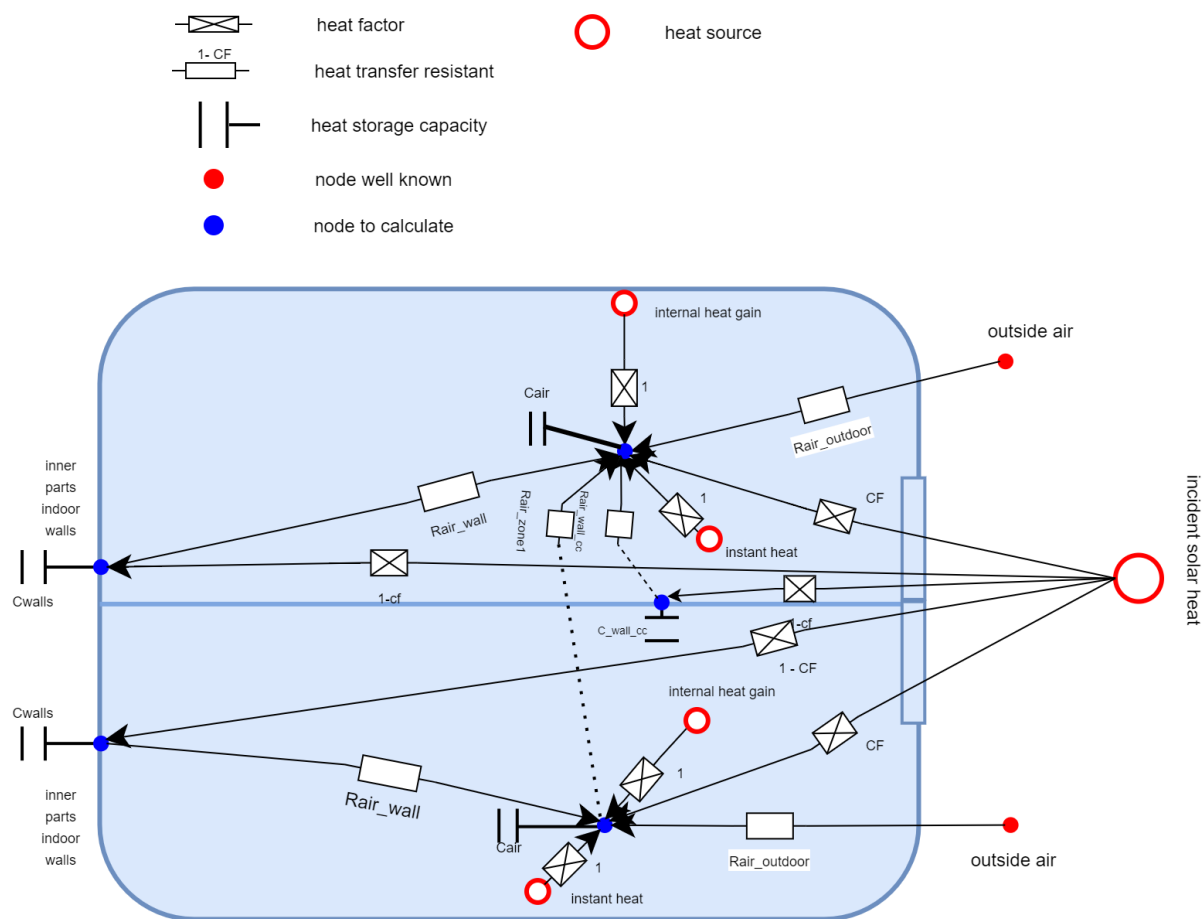 heat factor
heat source
1- CF
heat transfer resistant
heat storage capacity
node well known
node to calculate
internal heat gain
outside air
1
Cair
Rair_outdoor
inner
parts
indoor
walls
Rair_wall
Rair_zone1
Rair_wall_cc
1
CF
incident solar heat
instant heat
Cwalls
1-cf
C_wall_cc
-cf
1 - CF
Cwalls
internal heat gain
CF
1
Rair_wall
inner
parts
indoor
walls
Cair
1
Rair_outdoor
outside air
instant heat